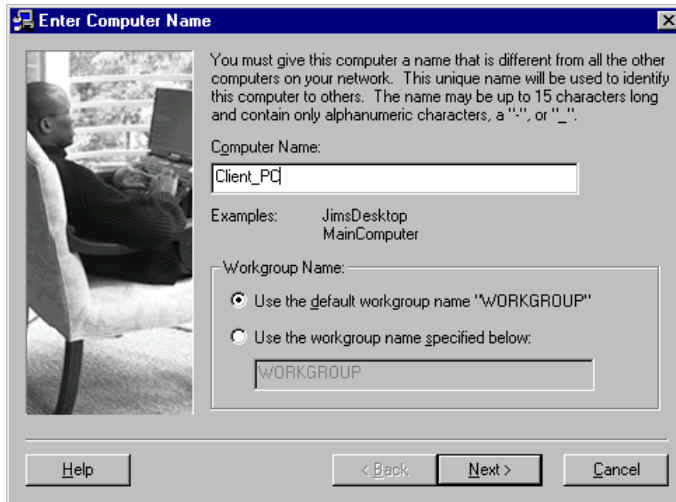 Enter Computer Name
You must give this computer a name that is different from all the other
computers on your network.  This unique name will be used to identify
this computer to others.  The name may be up to 15 characters long
and contain only alphanumeric characters, a "-", or "_".
Computer Name:
Client_PC
Examples: JimsDesktop
MainComputer
Workgroup Name:
Use the default workgroup name "WORKGROUP"
Use the workgroup name specified below:
WORKGROUP
Help < Back Next > Cancel